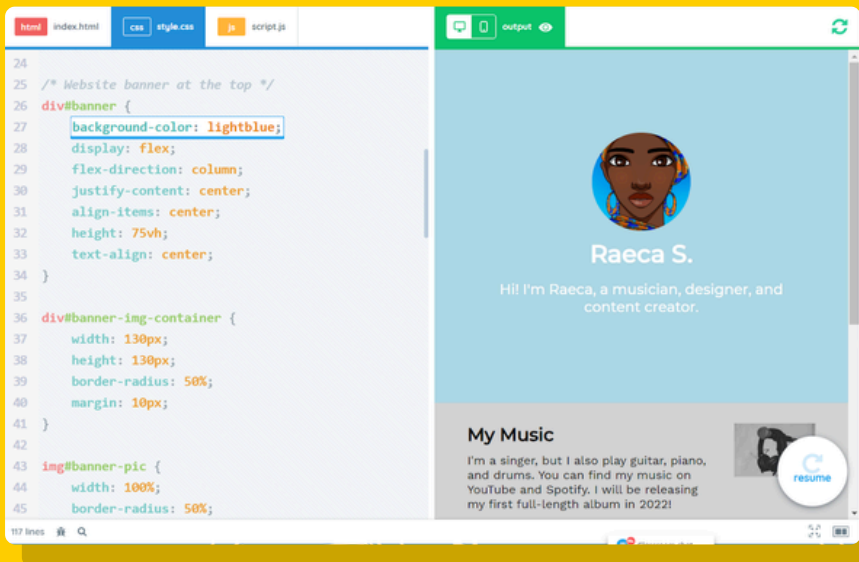 html index.html
css style.css
js script.js
24
25 /* Website banner at the top */
26 div#banner {
27 background-color: lightblue;
28 display: flex;
29 flex-direction: column;
30 justify-content: center;
31 align-items: center;
32 height: 75vh;
33 text-align: center;
34 }
35
36 div#banner-img-container {
37 width: 130px;
38 height: 130px;
39 border-radius: 50%;
40 margin: 10px;
41 }
42
43 img#banner-pic {
44 width: 100%;
45 border-radius: 50%;
117 lines
output
Raeca S.
Hi! I'm Raeca, a musician, designer, and
content creator.
My Music
I'm a singer, but I also play guitar, piano,
and drums. You can find my music on
YouTube and Spotify. I will be releasing
my first full-length album in 2022!
resume